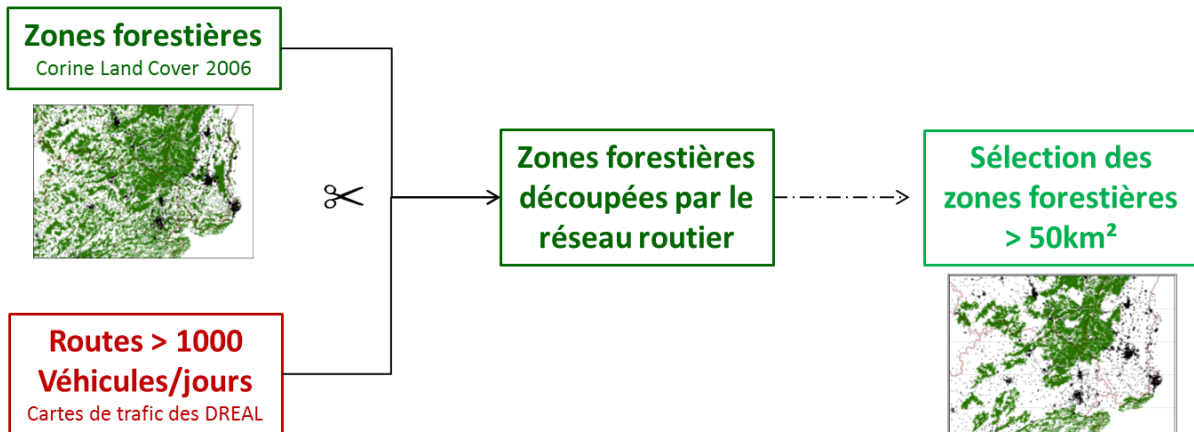 Zones forestières
Corine Land Cover 2006
Routes > 1000
Véhicules/jours
Cartes de trafic des DREAL
Zones forestières
découpées par le
réseau routier
Sélection des
zones forestières
> 50km²